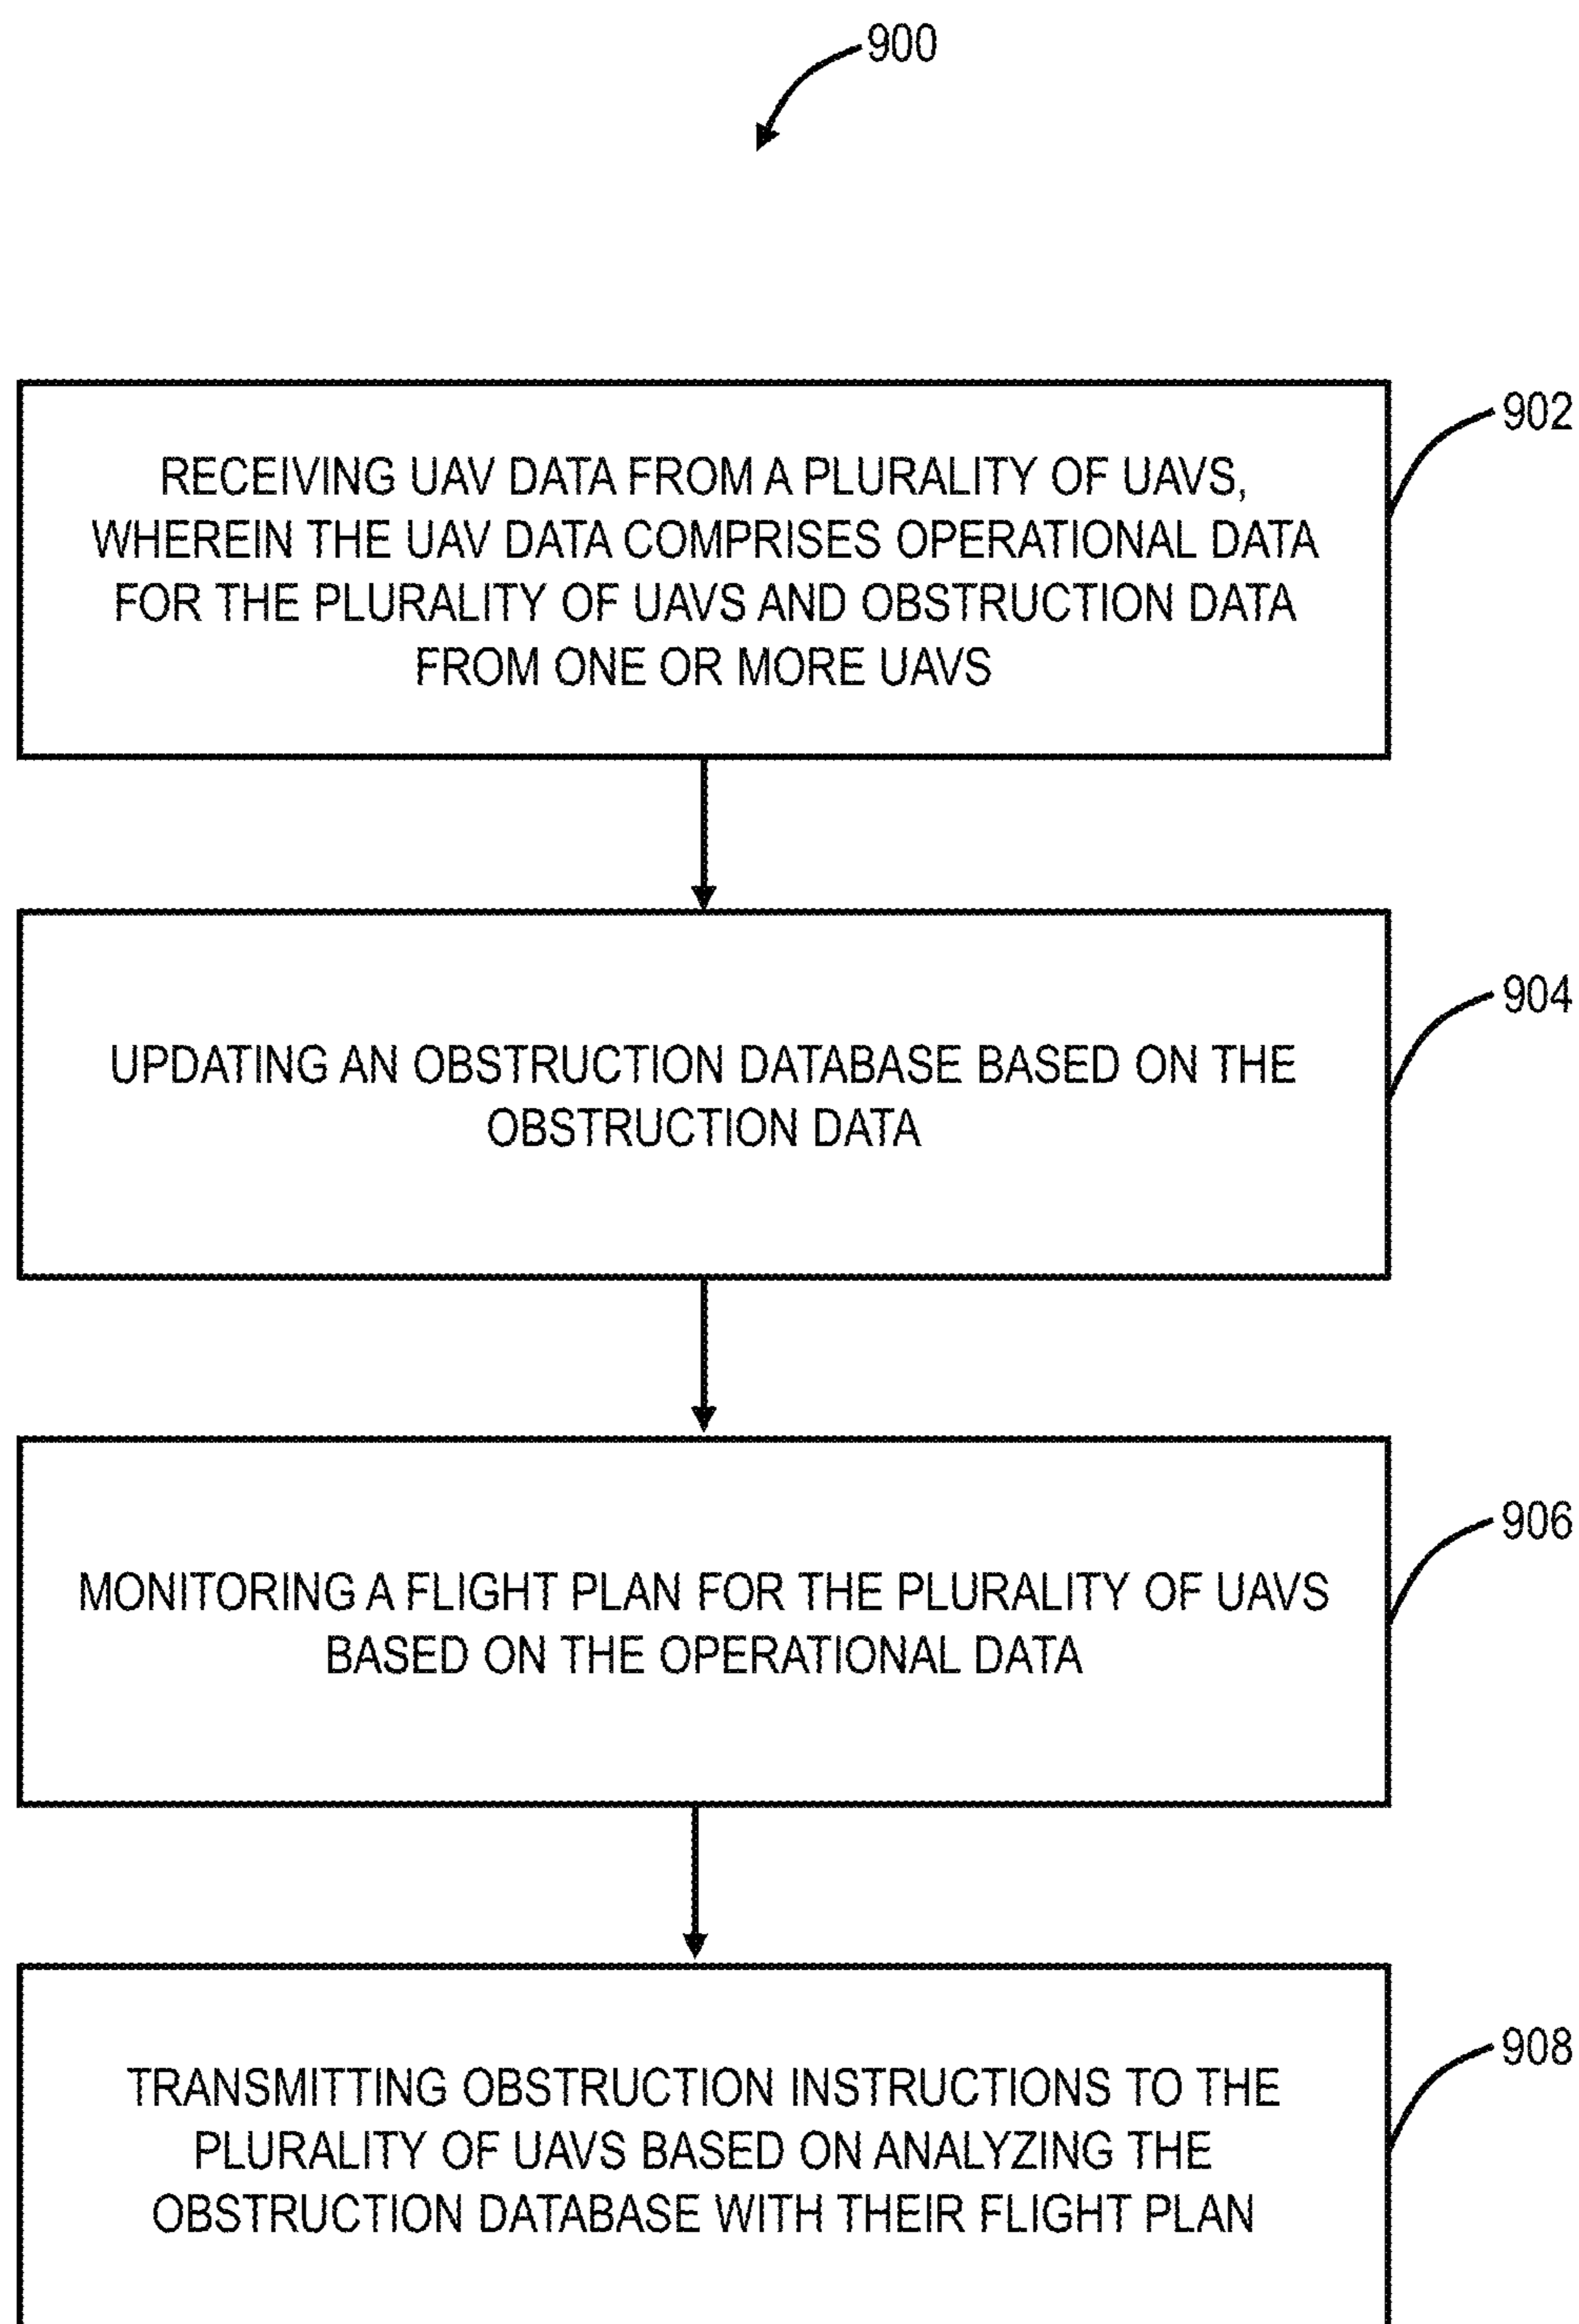 900
902
RECEIVING UAV DATA FROM A PLURALITY OF UAVS,
WHEREIN THE UAV DATA COMPRISES OPERATIONAL DATA
FOR THE PLURALITY OF UAVS AND OBSTRUCTION DATA
FROM ONE OR MORE UAVS
904
UPDATING AN OBSTRUCTION DATABASE BASED ON THE
OBSTRUCTION DATA
906
MONITORING A FLIGHT PLAN FOR THE PLURALITY OF UAVS
BASED ON THE OPERATIONAL DATA
908
TRANSMITTING OBSTRUCTION INSTRUCTIONS TO THE
PLURALITY OF UAVS BASED ON ANALYZING THE
OBSTRUCTION DATABASE WITH THEIR FLIGHT PLAN